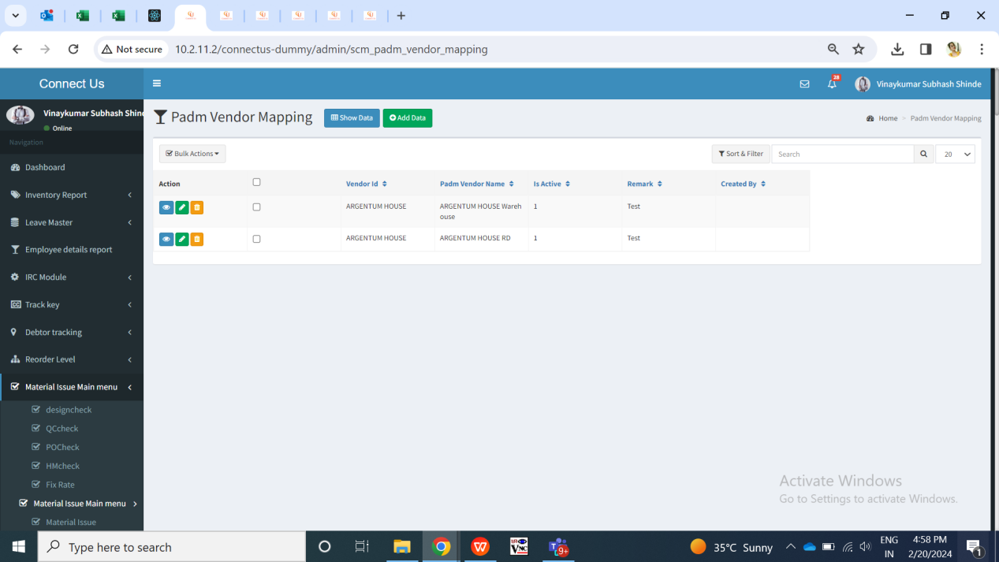 Not secure
10.2.11.2/connectus-dummy/admin/scm_padm_vendor_mapping
Connect Us
28
Vinaykumar Subhash Shinde
Vinaykumar Subhash Shind
Online
Navigation
Dashboard
Inventory Report
Leave Master
Employee details report
IRC Module
Track key
Debtor tracking
Reorder Level
Material Issue Main menu
designcheck
QCcheck
POCheck
HMcheck
Fix Rate
Material Issue Main menu
Material Issue
Padm Vendor Mapping
Show Data
Add Data
Home > Padm Vendor Mapping
Bulk Actions
Sort & Filter
Search
20
Action Vendor Id Padm Vendor Name Is Active Remark Created By
ARGENTUM HOUSE ARGENTUM HOUSE Wareh 1 Test
ouse
ARGENTUM HOUSE ARGENTUM HOUSE RD 1 Test
Activate Windows
Go to Settings to activate Windows.
Type here to search
9+
35°C Sunny
ENG
IN
4:58 PM
2/20/2024
1